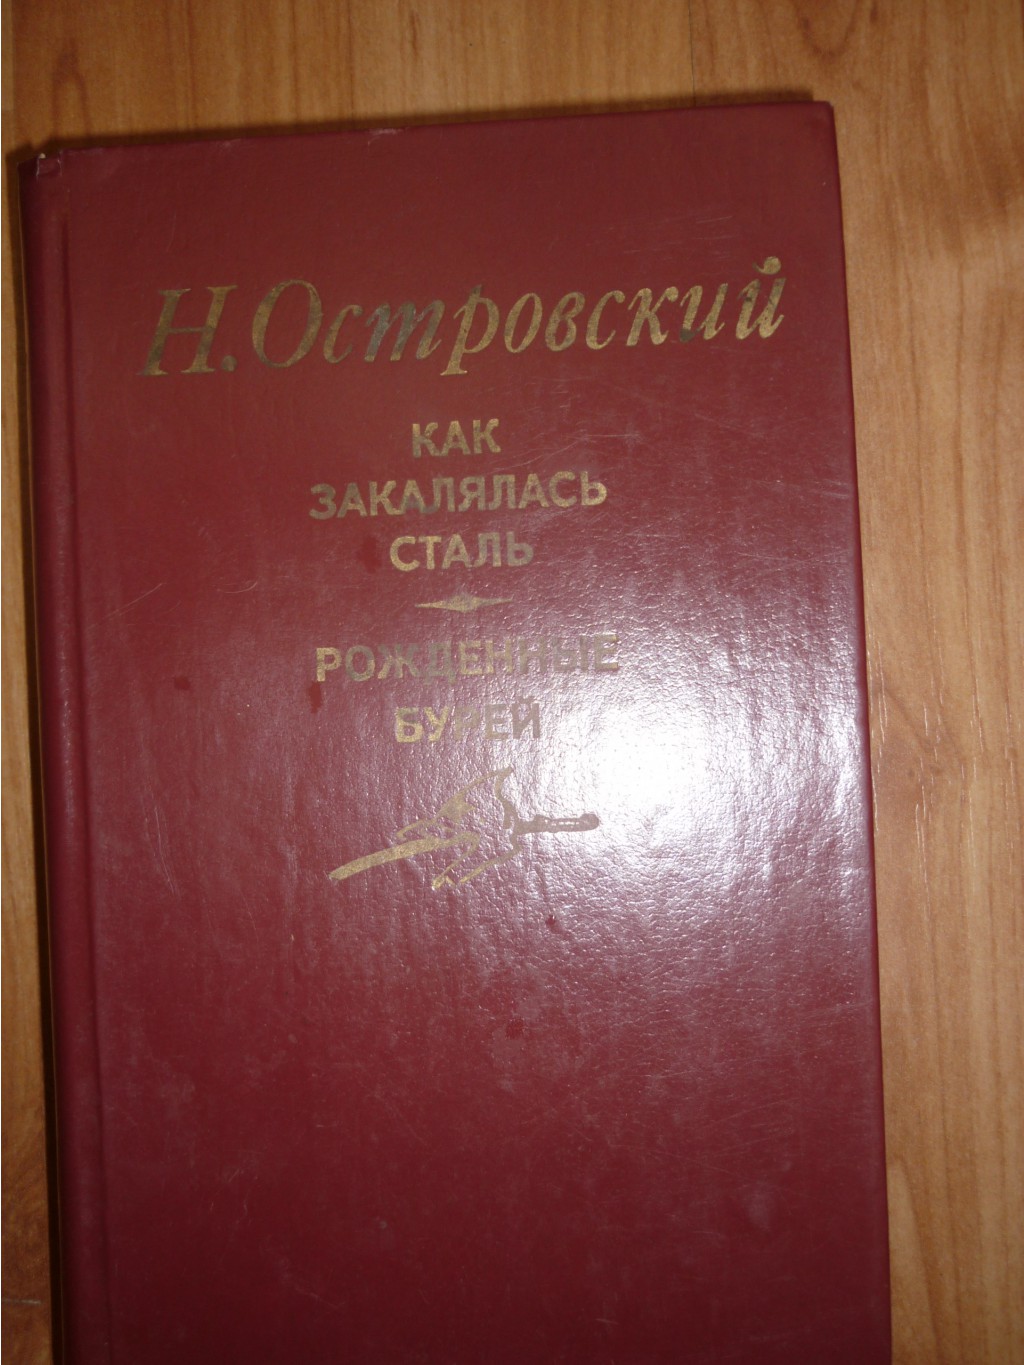 Н. Островский
КАК
ЗАКАЛЯЛАСЬ
СТАЛЬ
РОЖДЕННЫЕ
БУРЕЙ